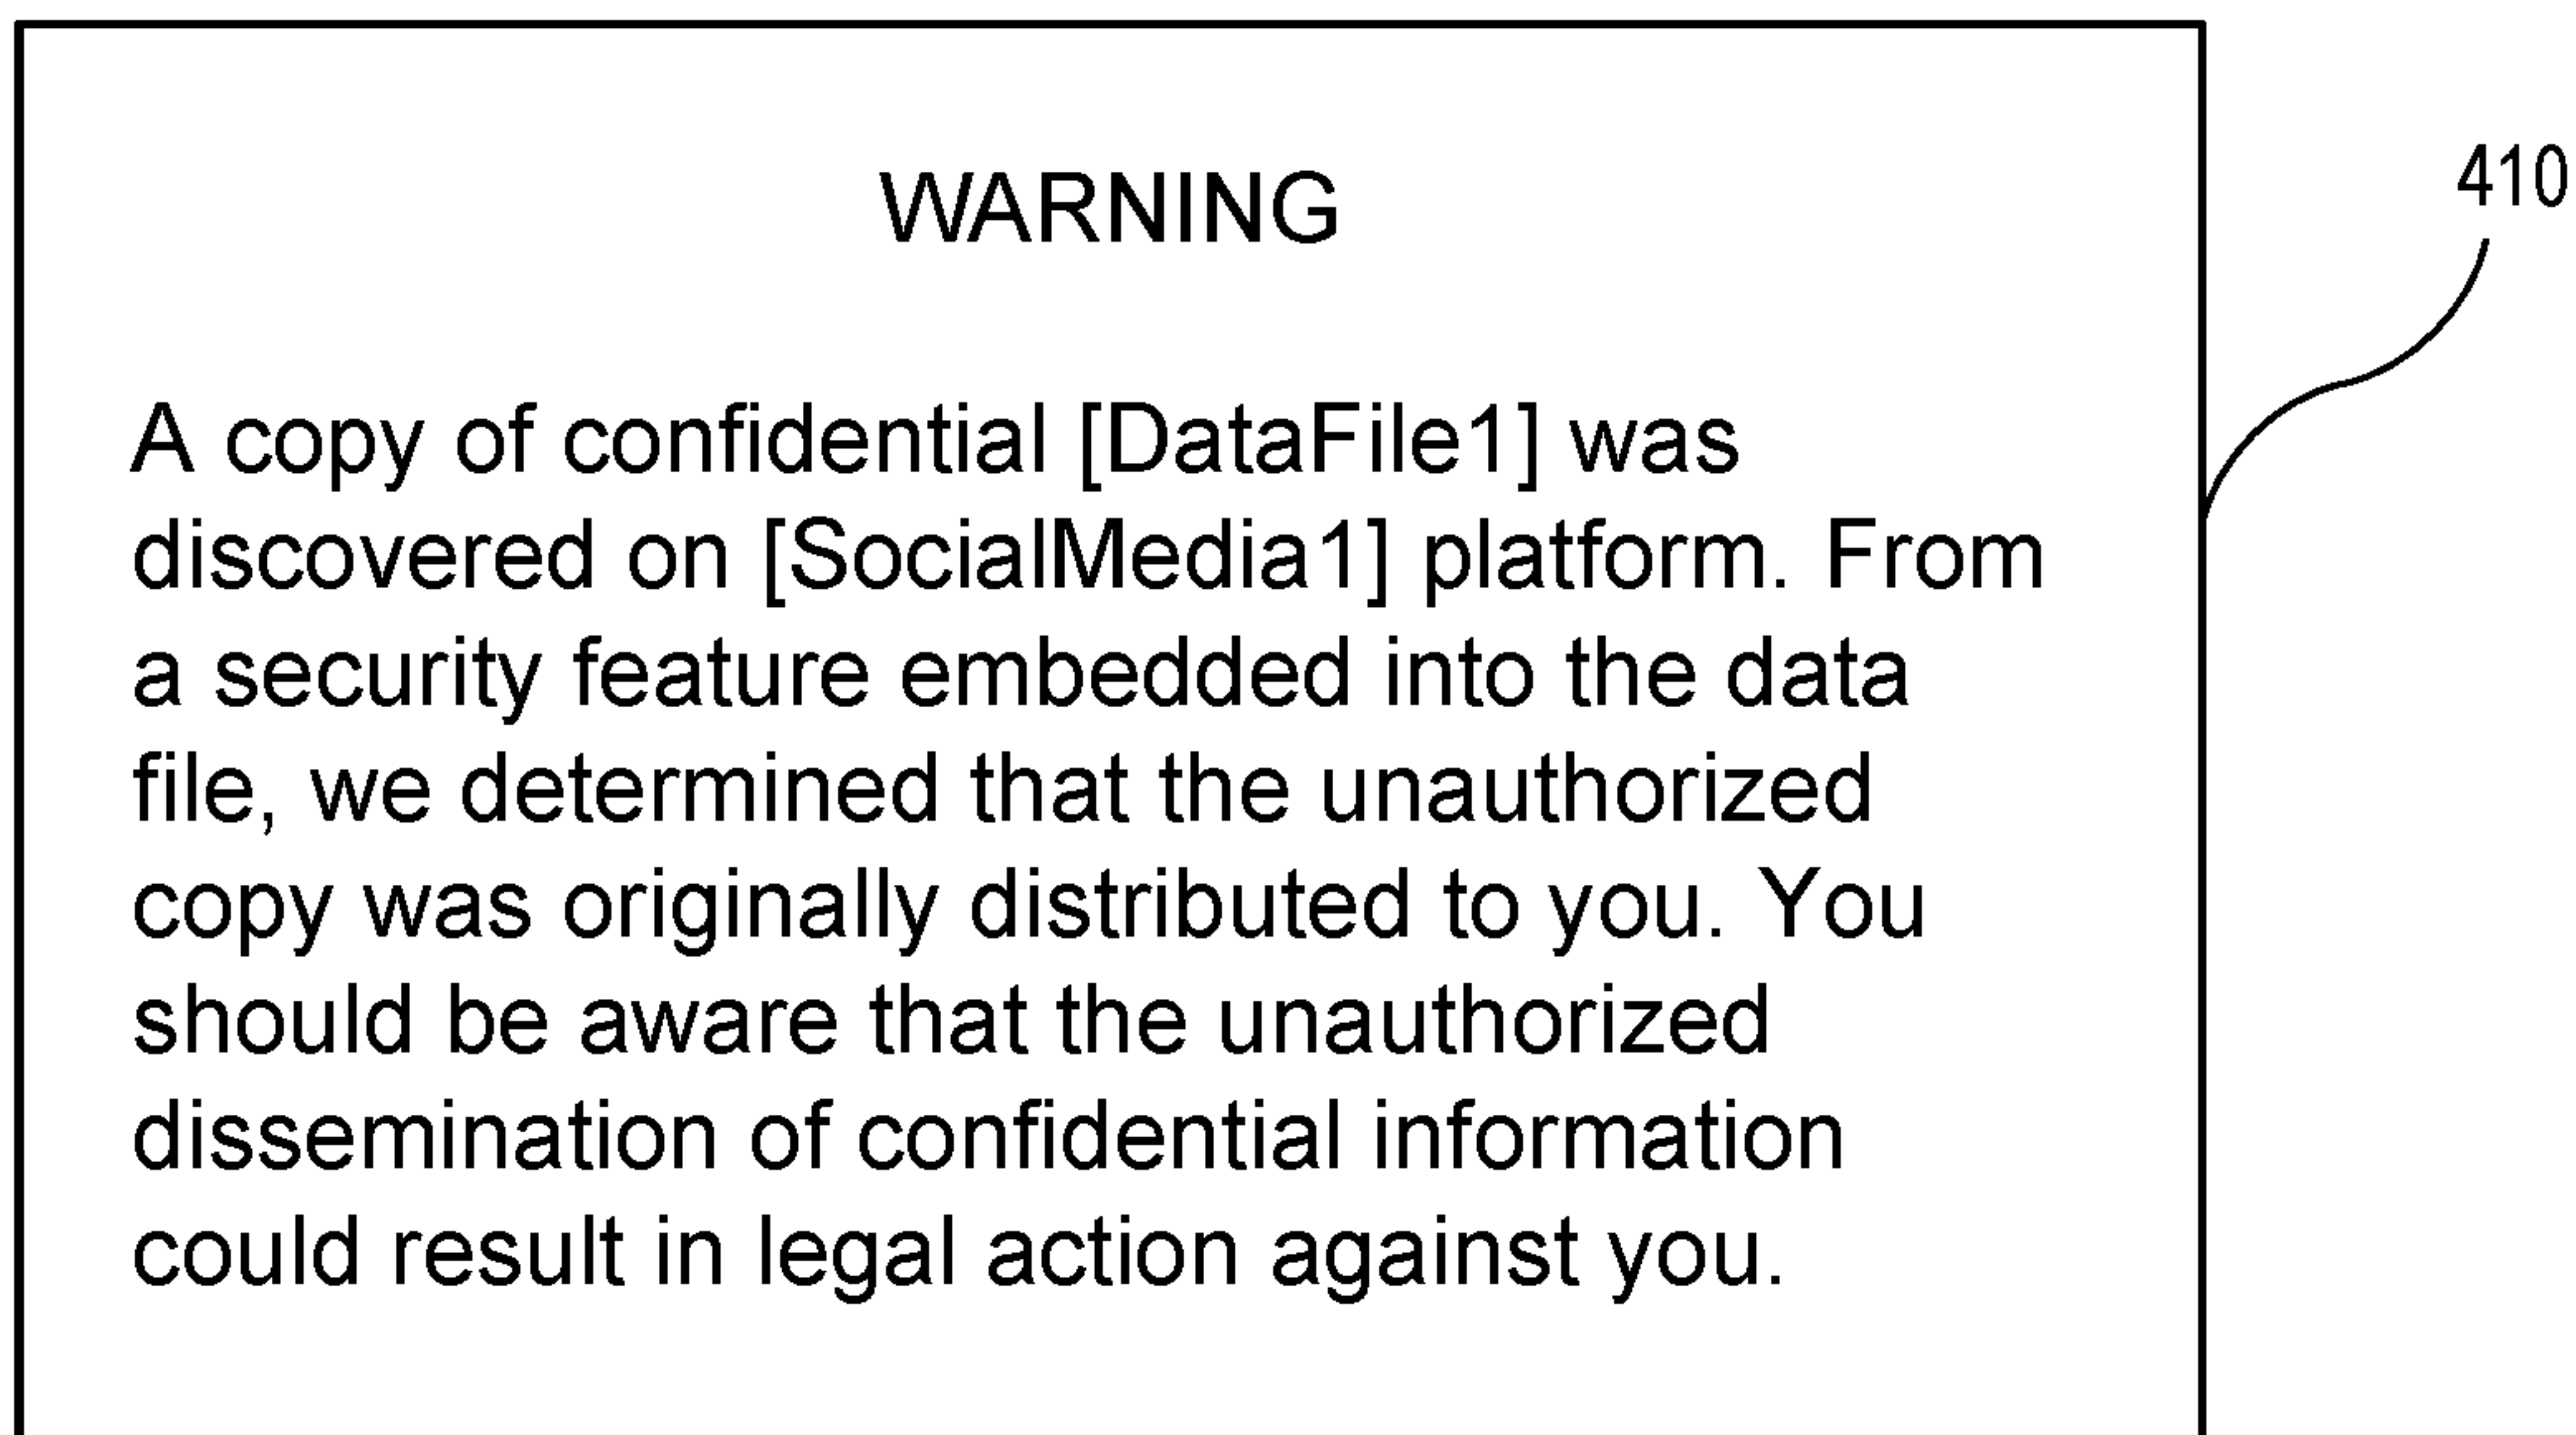 WARNING
410
A copy of confidential [DataFile1] was
discovered on [SocialMedia1] platform. From
a security feature embedded into the data
file, we determined that the unauthorized
copy was originally distributed to you. You
should be aware that the unauthorized
dissemination of confidential information
could result in legal action against you.